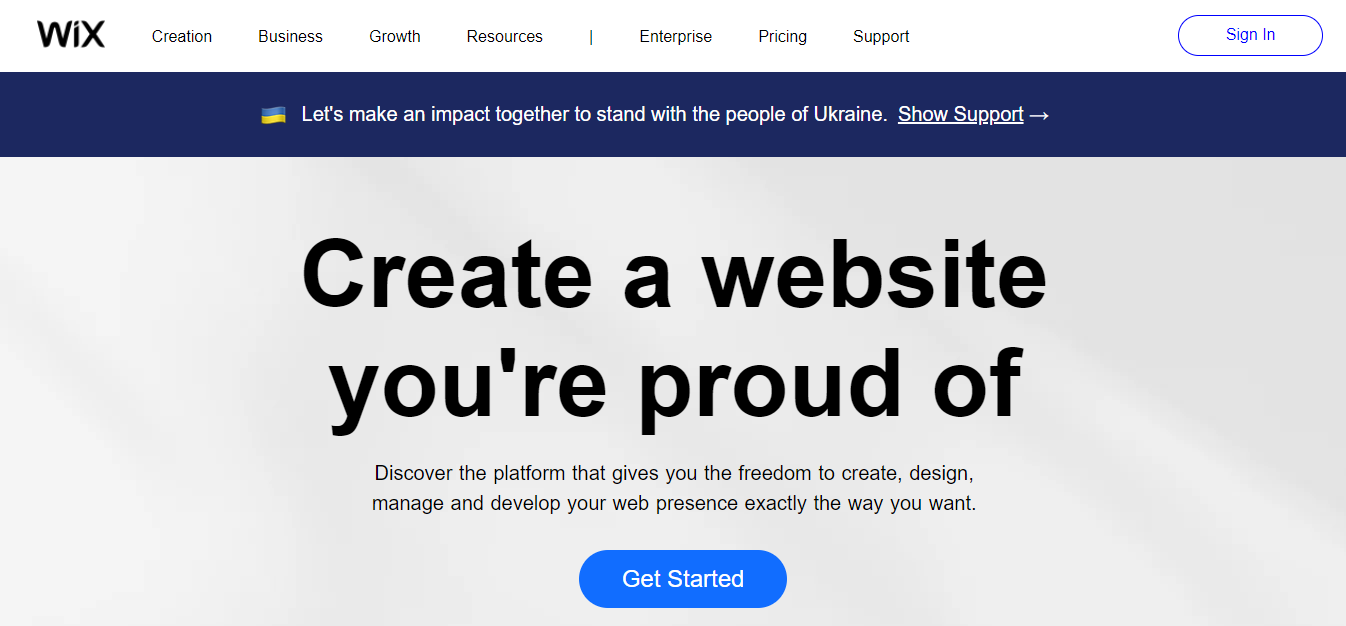 WiX Creation Business Growth Resources | Enterprise Pricing Support Sign In
Let's make an impact together to stand with the people of Ukraine. Show Support →
Create a website
you're proud of
Discover the platform that gives you the freedom to create, design,
manage and develop your web presence exactly the way you want.
Get Started